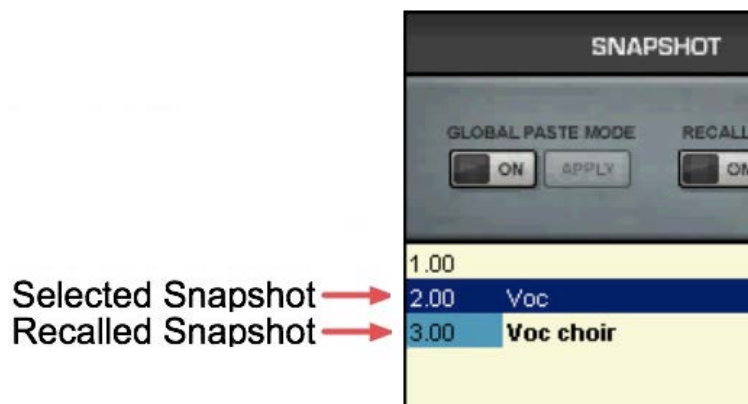 SNAPSHOT
GLOBAL PASTE MODE RECALL
ON APPLY ON
1.00
Selected Snapshot 2.00 Voc
Recalled Snapshot 3.00 Voc choir